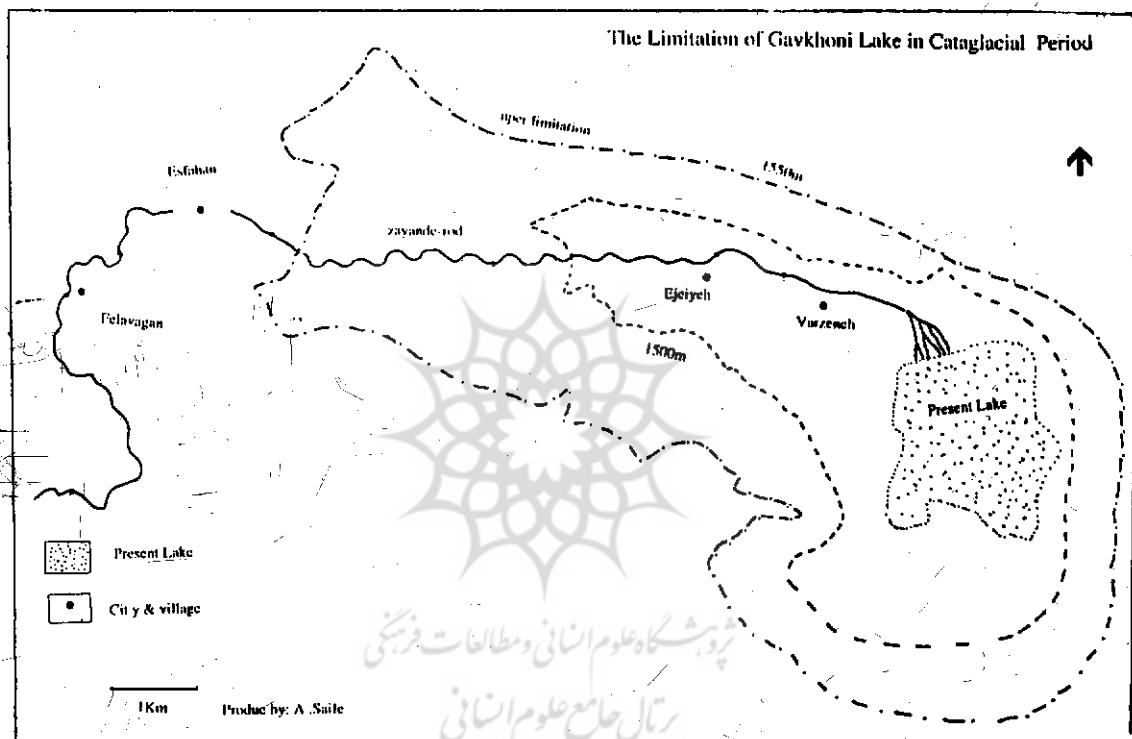 The Limitation of Gavkhoni Lake in Cataglacial Period
uper limitation
1550m
Esfahan
zayande-rod
Ejeiyeh
Felavagan
Varzeneh
1500m
Present Lake
Present Lake
City & village
پژوهشگاه علوم انسانی و مطالعات فرهنگی
1Km
Produc by: A .Saife
پرتال جامع علوم انسانی